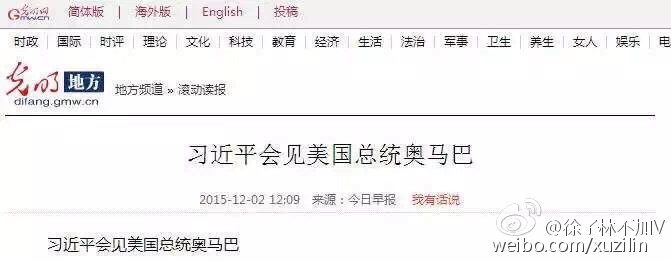 光明网 GMW.cn 简体版 | 海外版 | English | 投稿
时政 | 国际 | 时评 | 理论 | 文化 | 科技 | 教育 | 经济 | 生活 | 法治 | 军事 | 卫生 | 养生 | 女人 | 娱乐 | 电
光明 地方 difang.gmw.cn 地方频道 » 滚动读报
习近平会见美国总统奥马巴
2015-12-02 12:09 来源：今日早报 我有话说
习近平会见美国总统奥马巴
@徐子林不加V
weibo.com/xuzilin